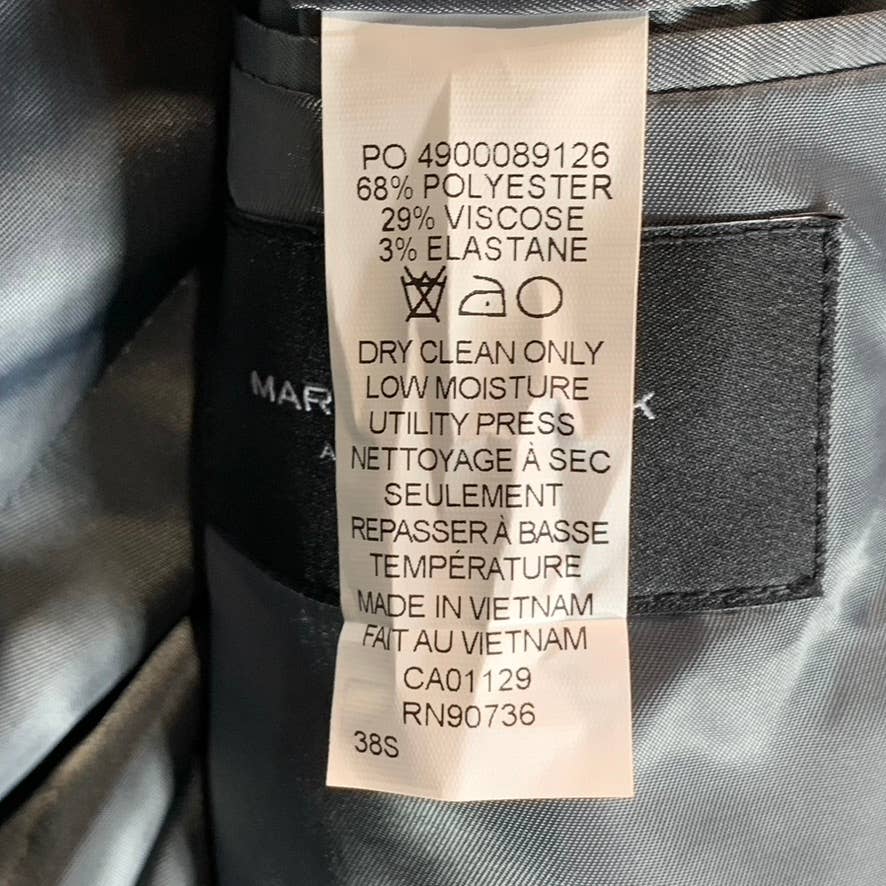 PO 4900089126
68% POLYESTER
29% VISCOSE
3% ELASTANE
DRY CLEAN ONLY
LOW MOISTURE
UTILITY PRESS
NETTOYAGE À SEC
SEULEMENT
REPASSER À BASSE
TEMPÉRATURE
MADE IN VIETNAM
FAIT AU VIETNAM
CA01129
RN90736
38S